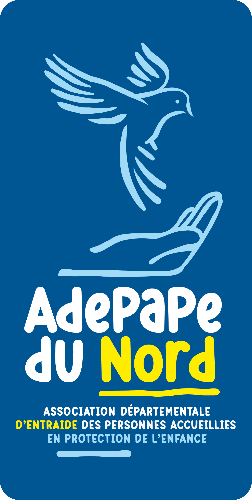 AdePaPe
du Nord
ASSOCIATION DÉPARTEMENTALE
D'ENTRAIDE DES PERSONNES ACCUEILLIES
EN PROTECTION DE L'ENFANCE